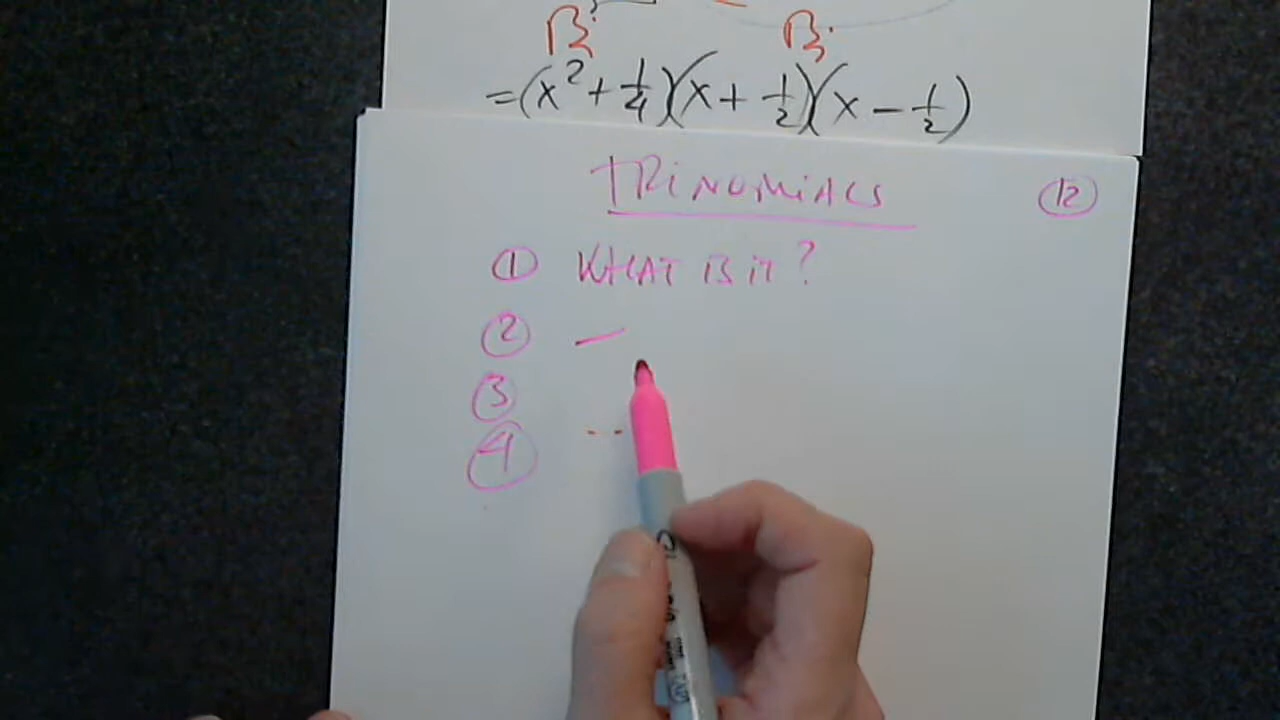 B B
=(x²+1/4)(x+1/2)(x-1/2)
TRINOMIALS 12
1 WHAT IS IT?
2 —
3
4 --